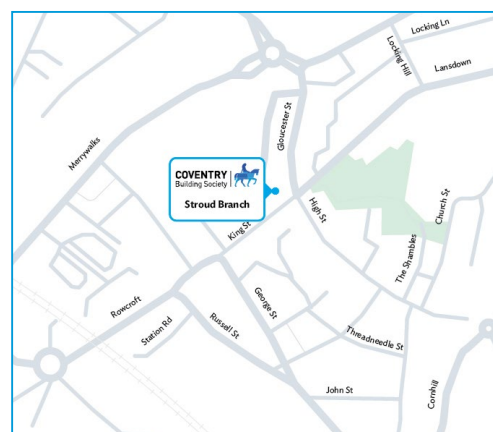 Locking Ln
Locking Hill
Lansdown
Gloucester St
Merrywalks
COVENTRY
Building Society
Stroud Branch
King St
High St
Church St
The Shambles
George St
Rowcroft
Station Rd
Russell St
Threadneedle St
John St
Cornhill